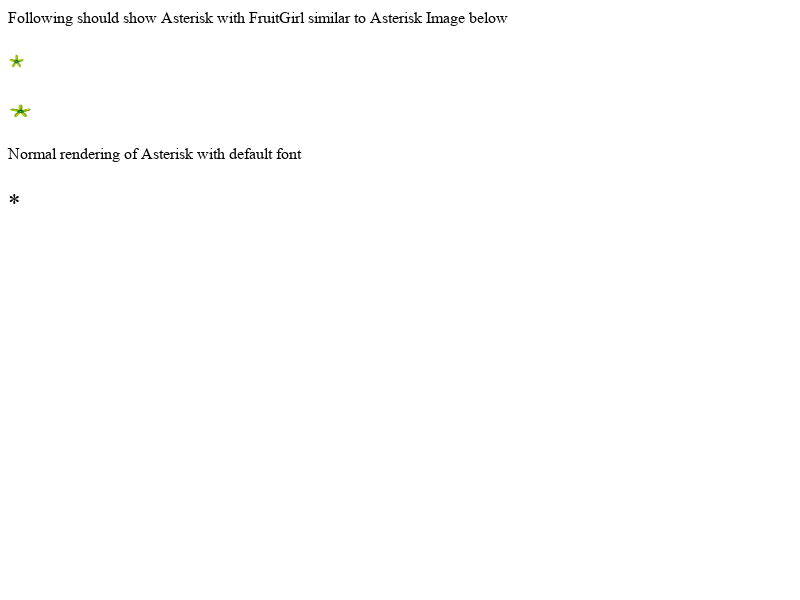 Following should show Asterisk with FruitGirl similar to Asterisk Image below
*
*
Normal rendering of Asterisk with default font
*